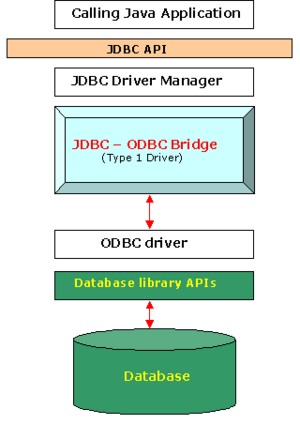 Calling Java Application
JDBC API
JDBC Driver Manager
JDBC – ODBC Bridge
(Type 1 Driver)
ODBC driver
Database library APIs
Database